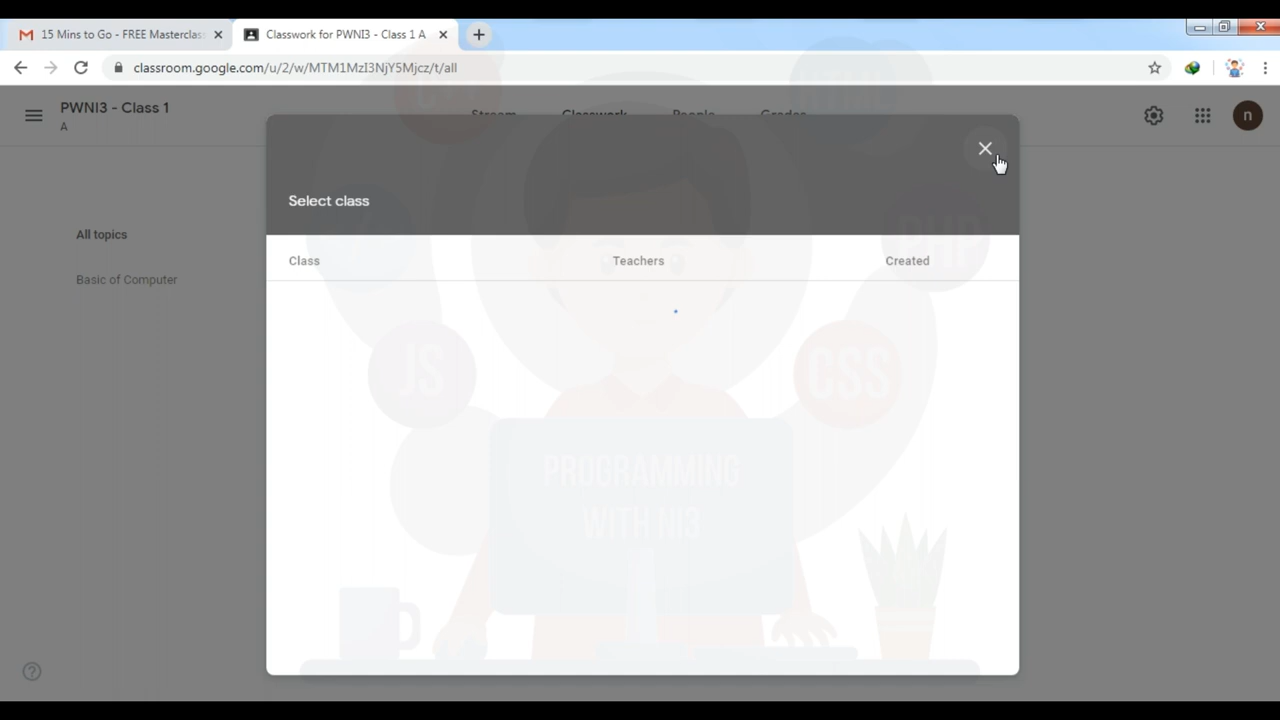 15 Mins to Go - FREE Masterclas
Classwork for PWNI3 - Class 1 A
classroom.google.com/u/2/w/MTM1MzI3NjY5Mjcz/t/all
PWNI3 - Class 1
A
Stream Classwork People Grades
n
Select class
All topics
Class Teachers Created
Basic of Computer
C++
HTML
PHP
JS
CSS
PROGRAMMING
WITH NI3